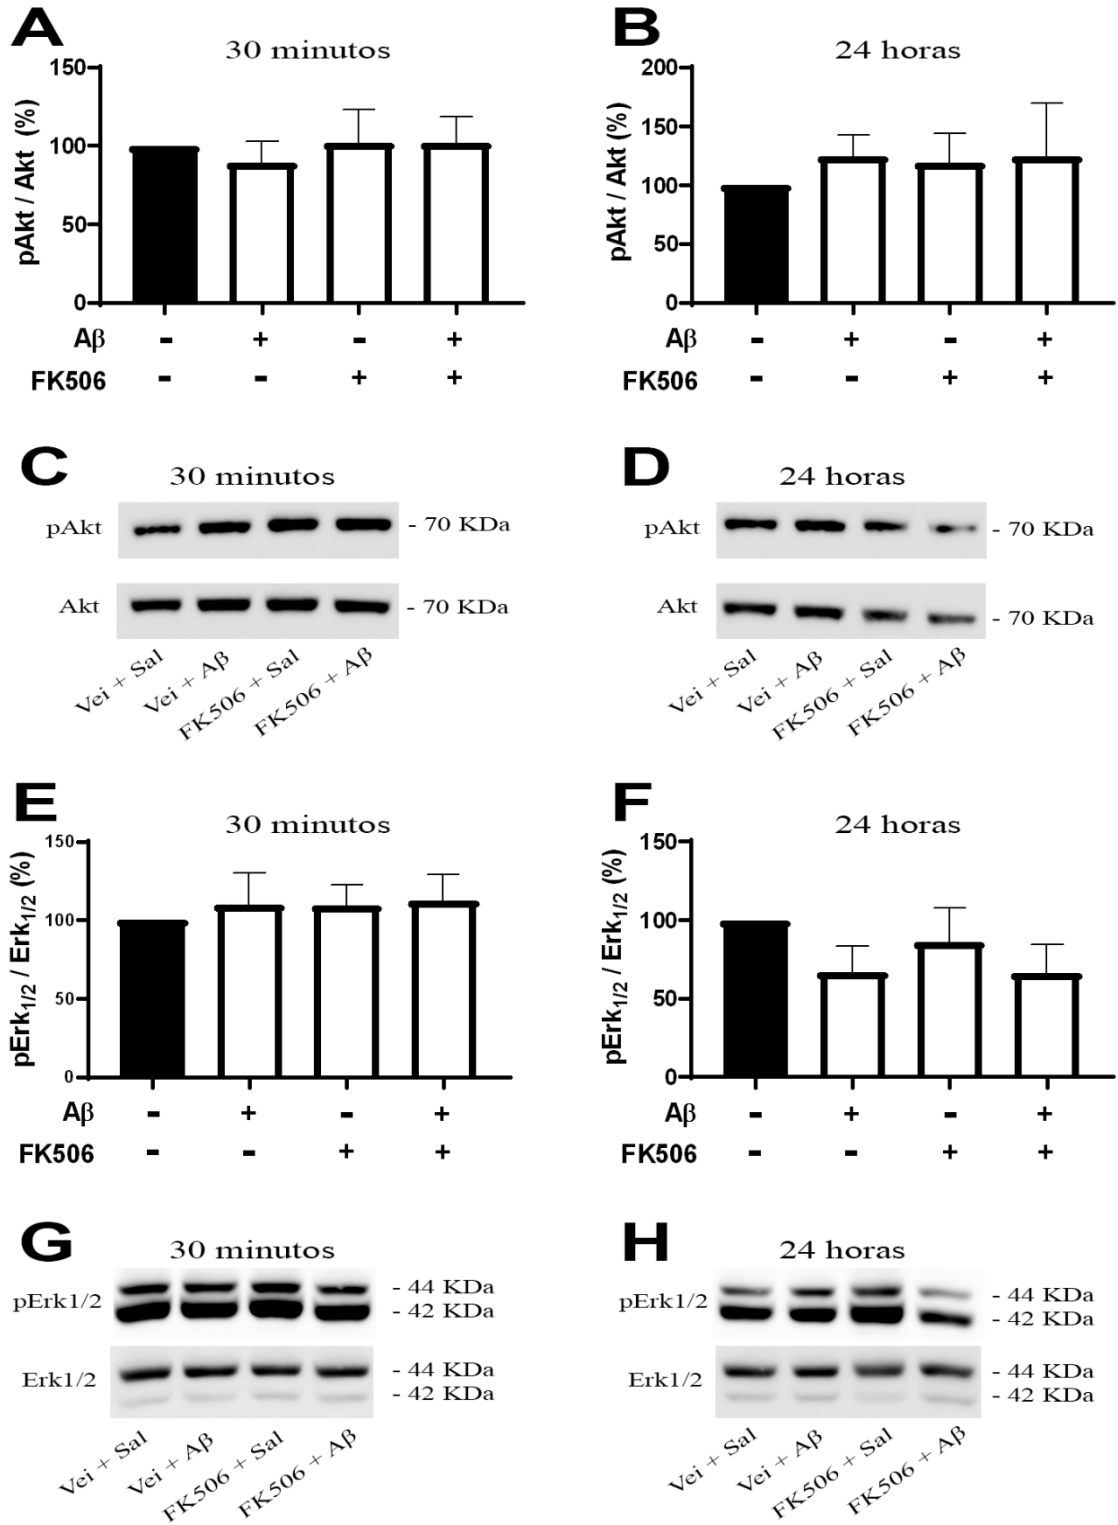 A
30 minutos
pAkt / Akt (%)
150
100
50
0
Aβ - + - +
FK506 - - + +
B
24 horas
pAkt / Akt (%)
200
150
100
50
0
Aβ - + - +
FK506 - - + +
C
30 minutos
pAkt - 70 KDa
Akt - 70 KDa
Vei + Sal
Vei + Aβ
FK506 + Sal
FK506 + Aβ
D
24 horas
pAkt - 70 KDa
Akt - 70 KDa
Vei + Sal
Vei + Aβ
FK506 + Sal
FK506 + Aβ
E
30 minutos
pErk1/2 / Erk1/2 (%)
150
100
50
0
Aβ - + - +
FK506 - - + +
F
24 horas
pErk1/2 / Erk1/2 (%)
150
100
50
0
Aβ - + - +
FK506 - - + +
G
30 minutos
pErk1/2 - 44 KDa
- 42 KDa
Erk1/2 - 44 KDa
- 42 KDa
Vei + Sal
Vei + Aβ
FK506 + Sal
FK506 + Aβ
H
24 horas
pErk1/2 - 44 KDa
- 42 KDa
Erk1/2 - 44 KDa
- 42 KDa
Vei + Sal
Vei + Aβ
FK506 + Sal
FK506 + Aβ